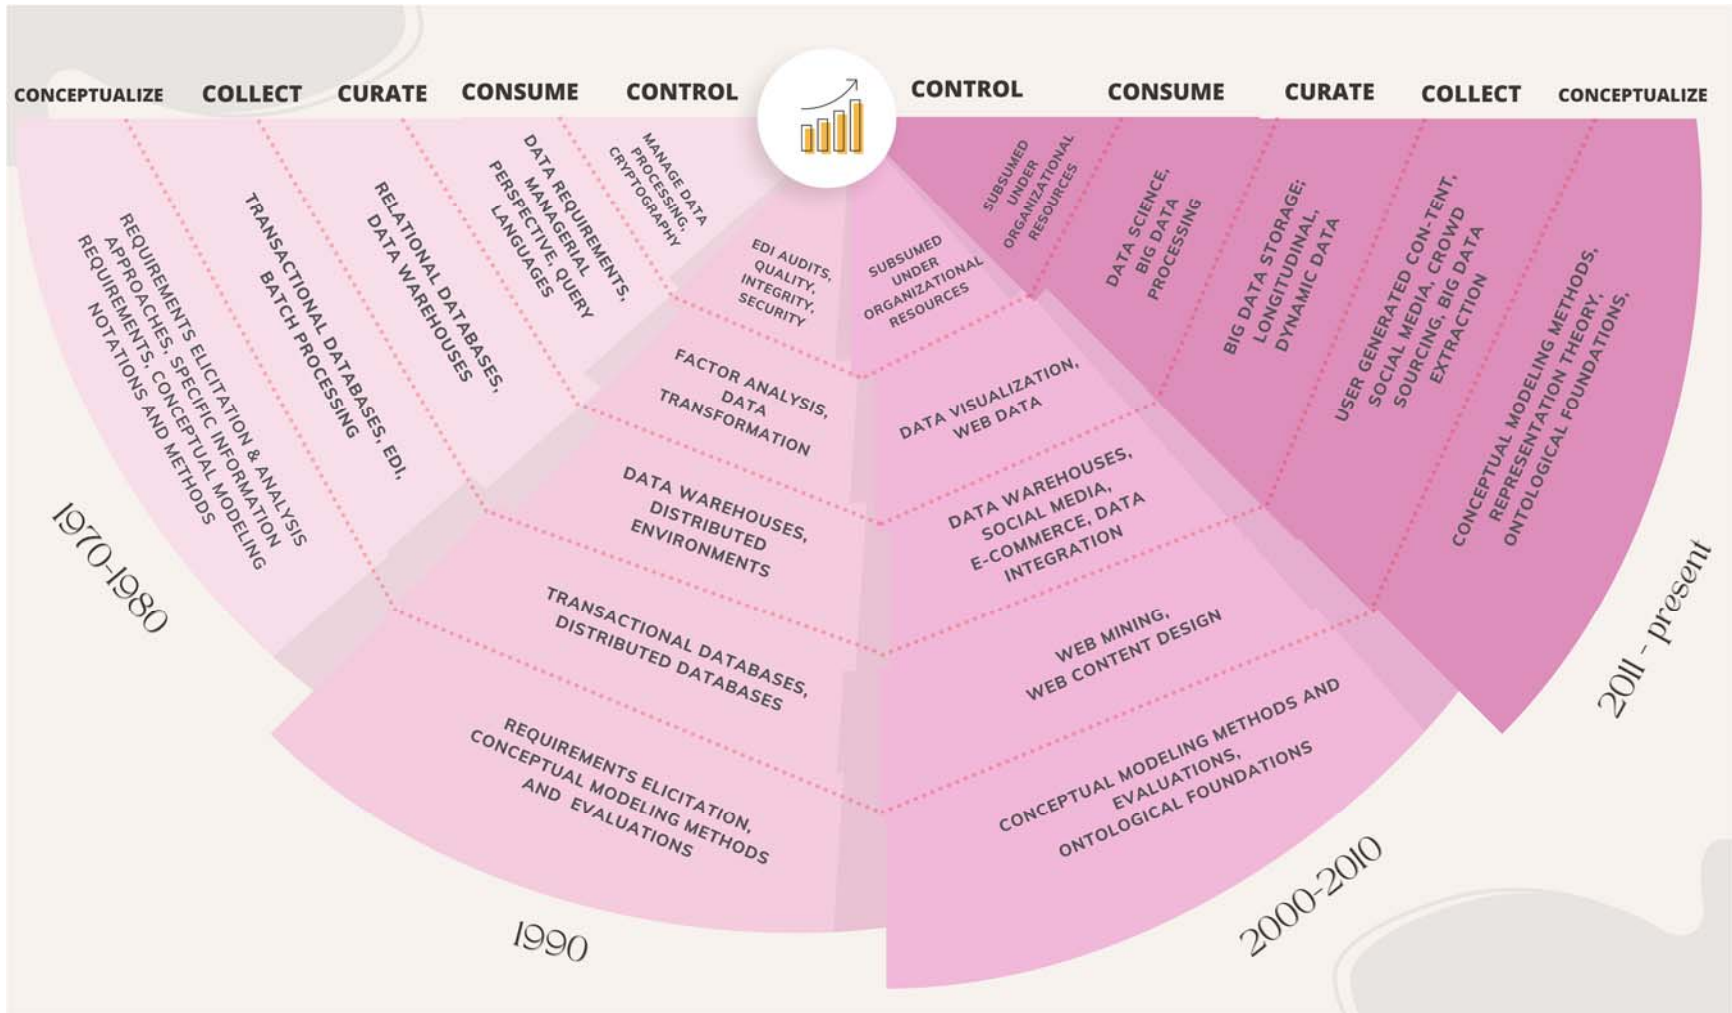 CONCEPTUALIZE
COLLECT
CURATE
CONSUME
CONTROL
CONTROL
CONSUME
CURATE
COLLECT
CONCEPTUALIZE
REQUIREMENTS ELICITATION & ANALYSIS
APPROACHES, SPECIFIC INFORMATION
REQUIREMENTS, CONCEPTUAL MODELING
NOTATIONS AND METHODS
TRANSACTIONAL DATABASES, EDI,
BATCH PROCESSING
RELATIONAL DATABASES,
DATA WAREHOUSES
DATA REQUIREMENTS,
MANAGERIAL
PERSPECTIVE, QUERY
LANGUAGES
MANAGE DATA
PROCESSING,
CRYPTOGRAPHY
1970-1980
EDI AUDITS,
QUALITY,
INTEGRITY,
SECURITY
FACTOR ANALYSIS,
DATA
TRANSFORMATION
DATA WAREHOUSES,
DISTRIBUTED
ENVIRONMENTS
TRANSACTIONAL DATABASES,
DISTRIBUTED DATABASES
REQUIREMENTS ELICITATION,
CONCEPTUAL MODELING METHODS
AND EVALUATIONS
1990
SUBSUMED
UNDER
ORGANIZATIONAL
RESOURCES
DATA VISUALIZATION,
WEB DATA
DATA WAREHOUSES,
SOCIAL MEDIA,
E-COMMERCE, DATA
INTEGRATION
WEB MINING,
WEB CONTENT DESIGN
CONCEPTUAL MODELING METHODS AND
EVALUATIONS,
ONTOLOGICAL FOUNDATIONS
2000-2010
SUBSUMED
UNDER
ORGANIZATIONAL
RESOURCES
DATA SCIENCE,
BIG DATA
PROCESSING
BIG DATA STORAGE;
LONGITUDINAL,
DYNAMIC DATA
USER GENERATED CON-TENT,
SOCIAL MEDIA, CROWD
SOURCING, BIG DATA
EXTRACTION
CONCEPTUAL MODELING METHODS,
REPRESENTATION THEORY,
ONTOLOGICAL FOUNDATIONS,
2011 - present